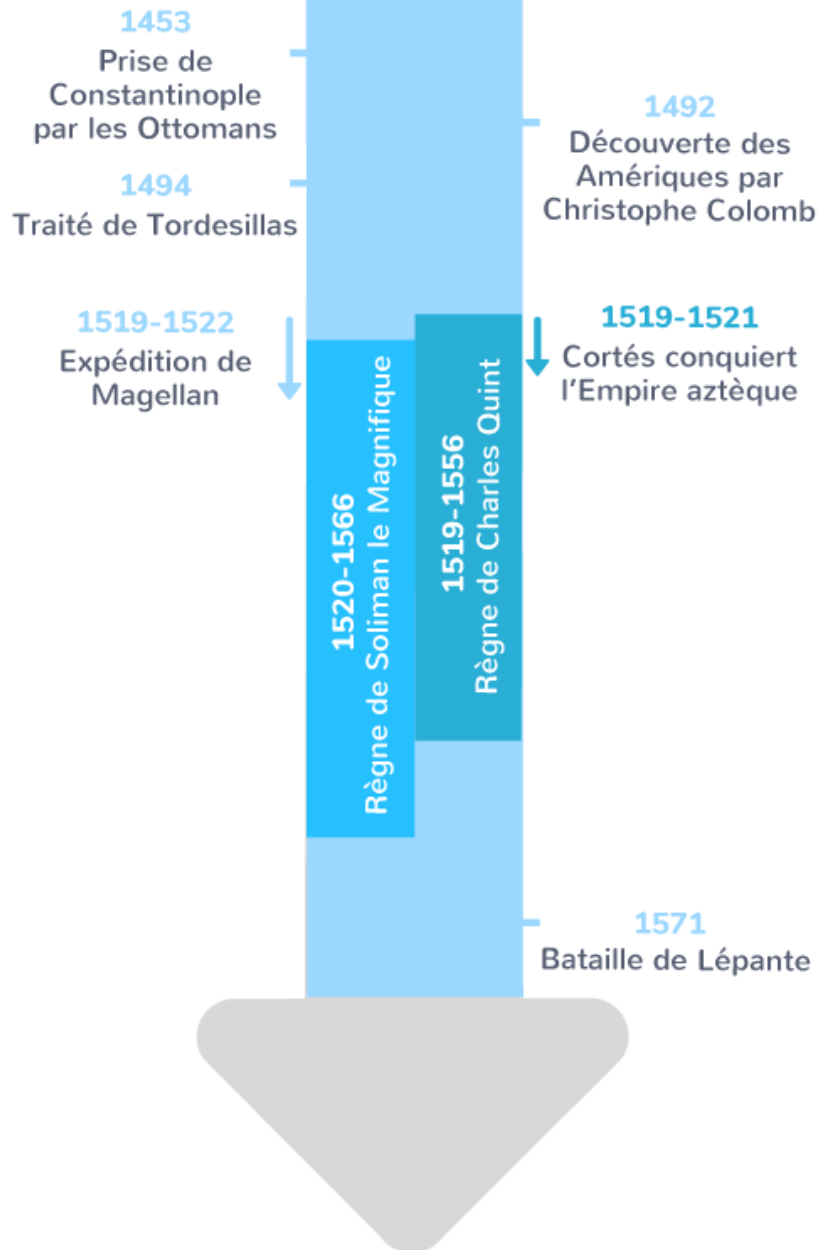 1453
Prise de
Constantinople
par les Ottomans
1492
Découverte des
Amériques par
Christophe Colomb
1494
Traité de Tordesillas
1519-1522
Expédition de
Magellan
1519-1521
Cortés conquiert
l'Empire aztèque
1520-1566
Règne de Soliman le Magnifique
1519-1556
Règne de Charles Quint
1571
Bataille de Lépante